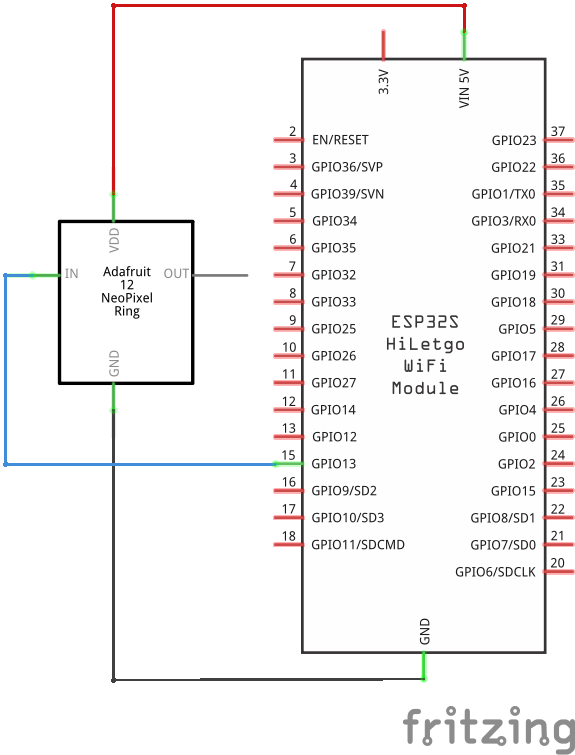 3.3V
VIN 5V
2 EN/RESET
3 GPIO36/SVP
4 GPIO39/SVN
5 GPIO34
6 GPIO35
7 GPIO32
8 GPIO33
9 GPIO25
10 GPIO26
11 GPIO27
12 GPIO14
13 GPIO12
15 GPIO13
16 GPIO9/SD2
17 GPIO10/SD3
18 GPIO11/SDCMD
GPIO23 37
GPIO22 36
GPIO1/TX0 35
GPIO3/RX0 34
GPIO21 33
GPIO19 31
GPIO18 30
GPIO5 29
GPIO17 28
GPIO16 27
GPIO4 26
GPIO0 25
GPIO2 24
GPIO15 23
GPIO8/SD1 22
GPIO7/SD0 21
GPIO6/SDCLK 20
ESP32S
HiLetgo
WiFi
Module
GND
VDD
IN
OUT
Adafruit
12
NeoPixel
Ring
GND
fritzing